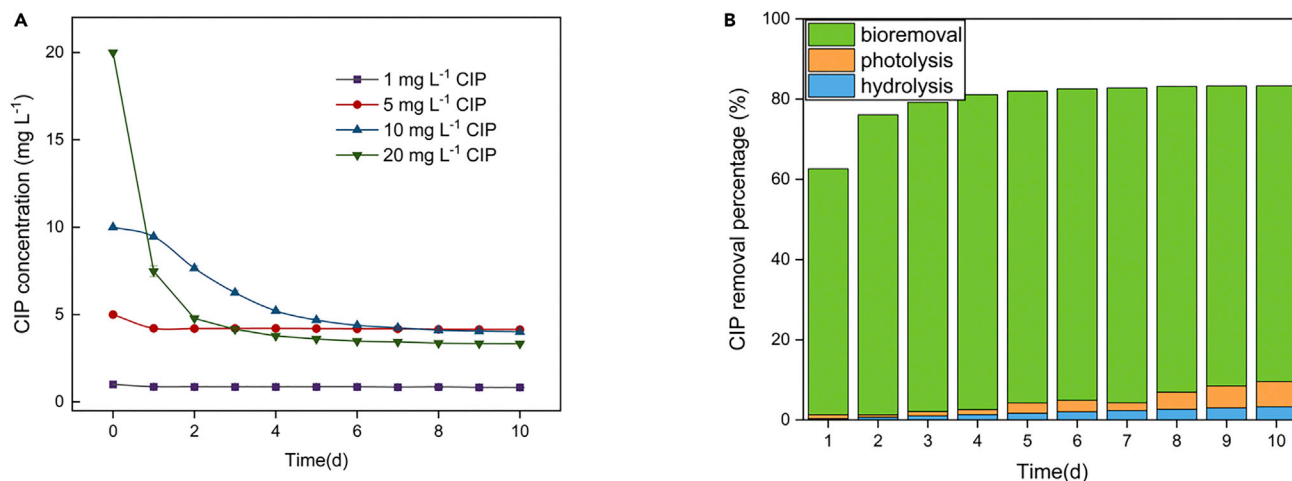 A
CIP concentration (mg L⁻¹)
20
15
10
5
0
1 mg L⁻¹ CIP
5 mg L⁻¹ CIP
10 mg L⁻¹ CIP
20 mg L⁻¹ CIP
0 2 4 6 8 10
Time(d)
B
CIP removal percentage (%)
100
80
60
40
20
0
bioremoval
photolysis
hydrolysis
1 2 3 4 5 6 7 8 9 10
Time(d)